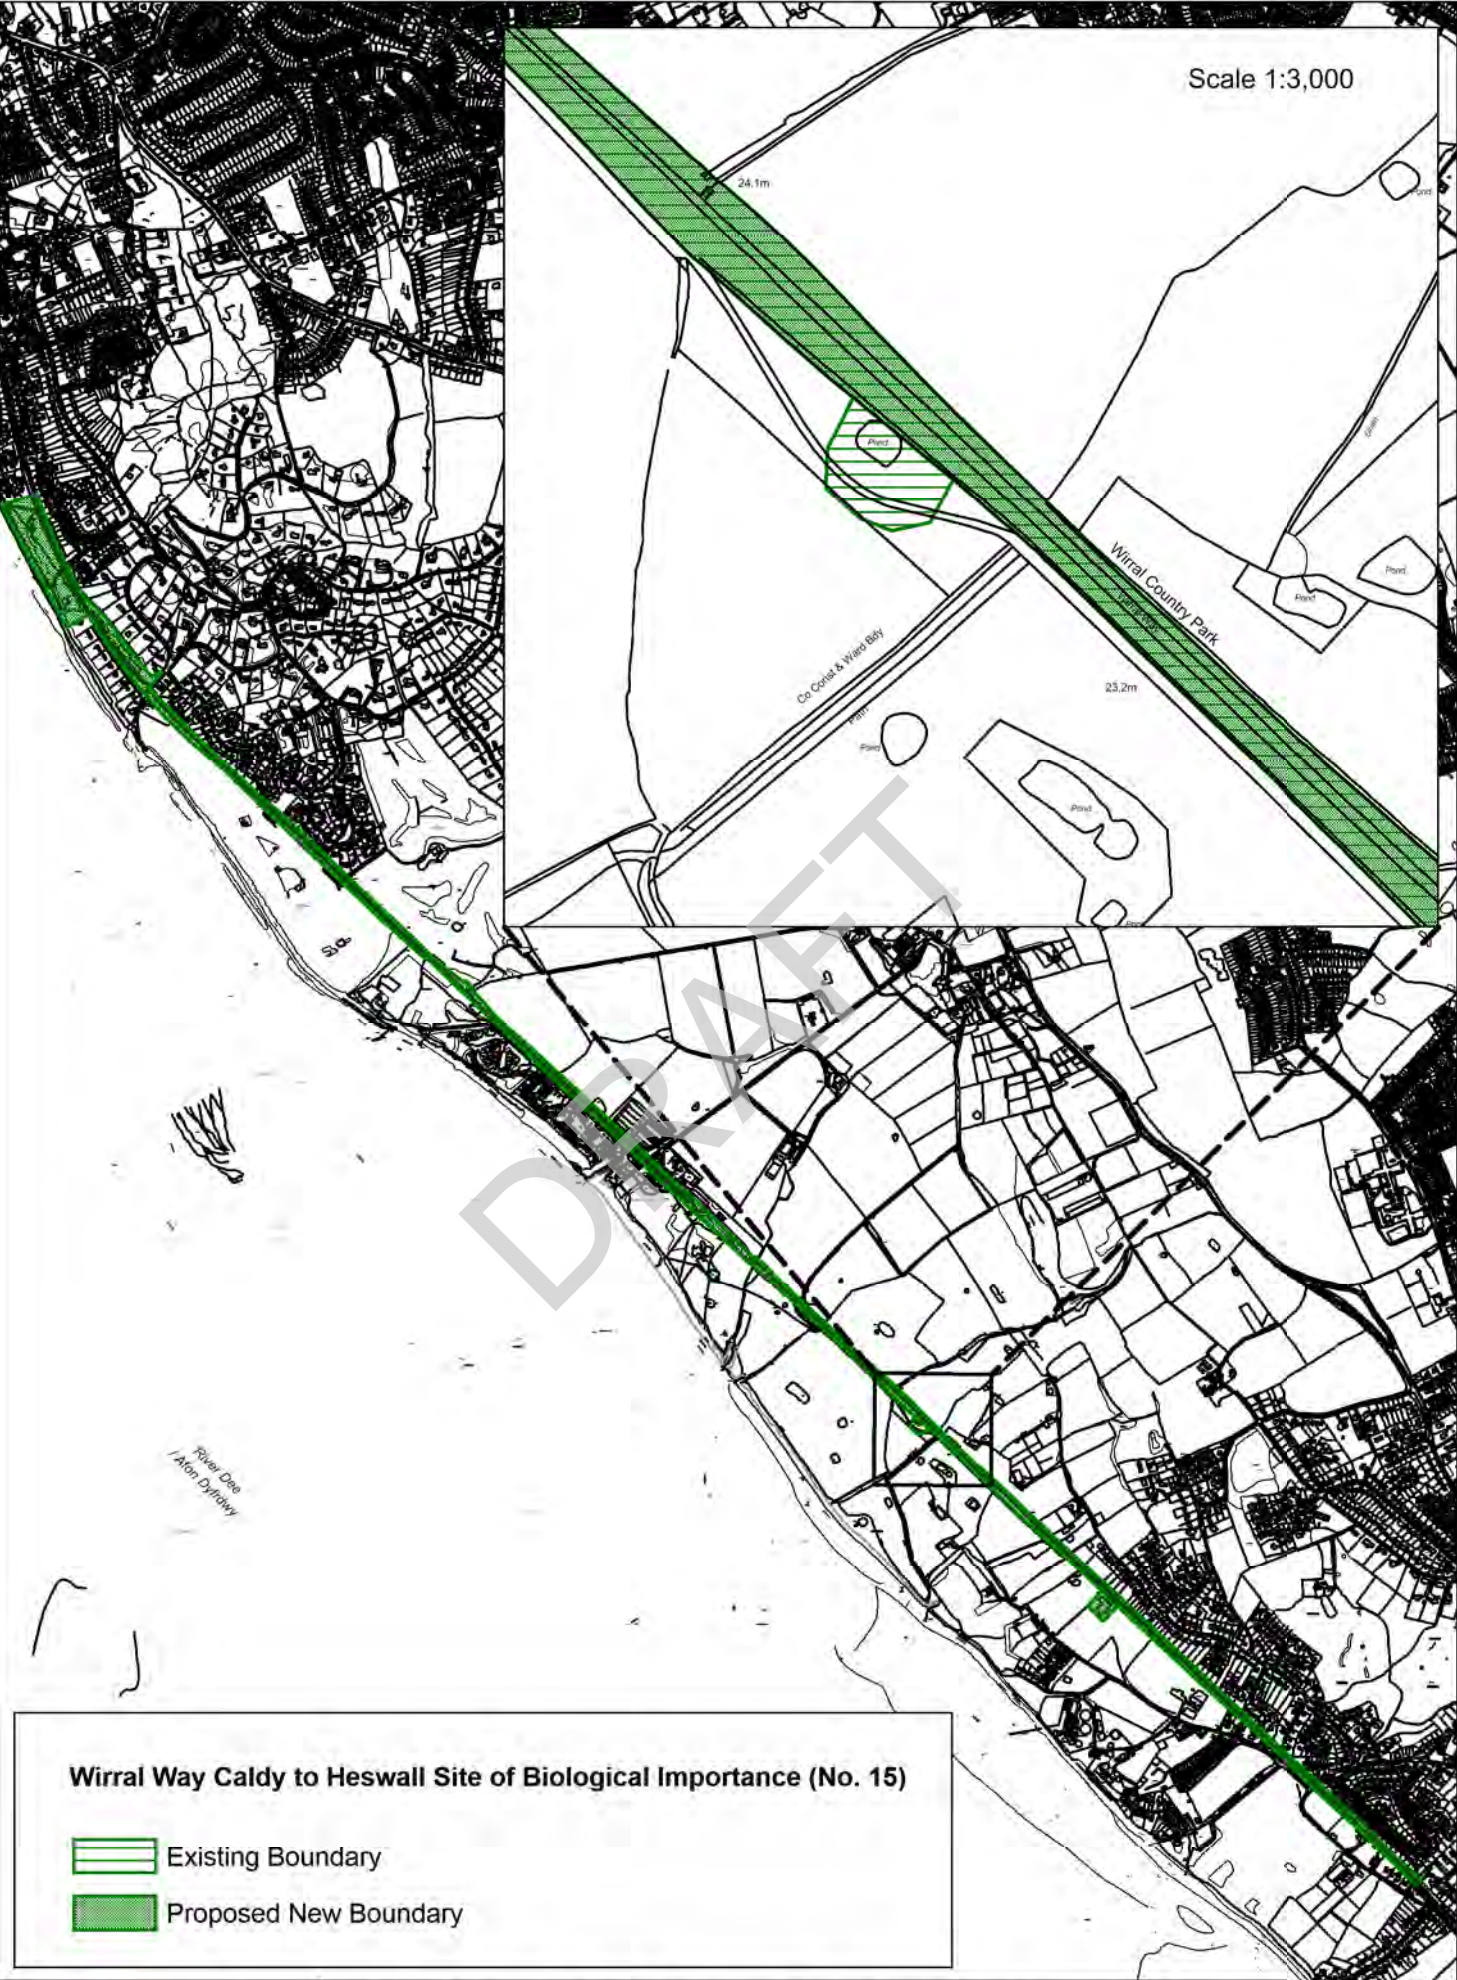 Scale 1:3,000
24.1m
Pond
Pond
Drain
Wirral Country Park
Pond
Pond
Co Const & Ward Bdy
Path
23.2m
Pond
Pond
DRAFT
River Dee
/ Afon Dyfrdwy
Wirral Way Caldy to Heswall Site of Biological Importance (No. 15)
Existing Boundary
Proposed New Boundary